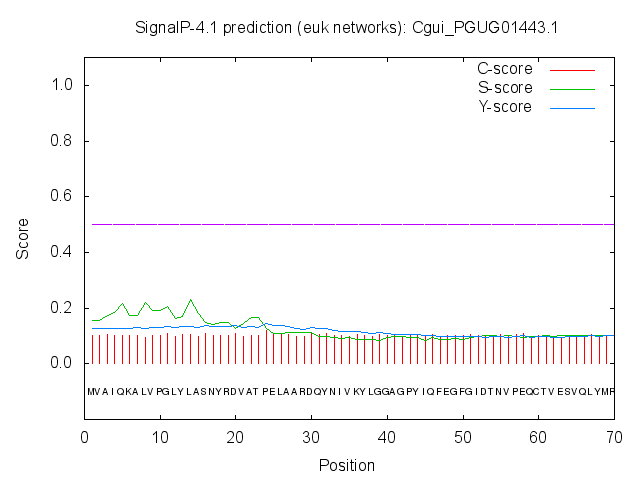 SignalP-4.1 prediction (euk networks): Cgui_PGUG01443.1
C-score
S-score
Y-score
1.0
0.8
0.6
0.4
0.2
0.0
Score
MVAIQKALVPGLYLASNYRDVATPELAARDQYNIVKYLGGAGPYIQFEGFGIDTNVPEQCTVESVQLYMP
0 10 20 30 40 50 60 70
Position